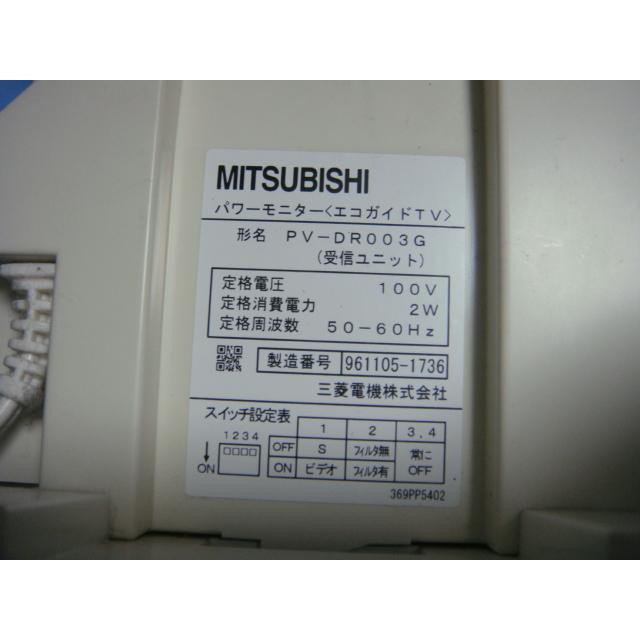 MITSUBISHI
パワーモニター<エコガイドTV>
形名 PV-DR003G
(受信ユニット)
定格電圧 100V
定格消費電力 2W
定格周波数 50-60Hz
製造番号 961105-1736
三菱電機株式会社
スイッチ設定表
1 2 3,4
1234
OFF S フィルタ無 常に
ON ON ビデオ フィルタ有 OFF
369PP5402